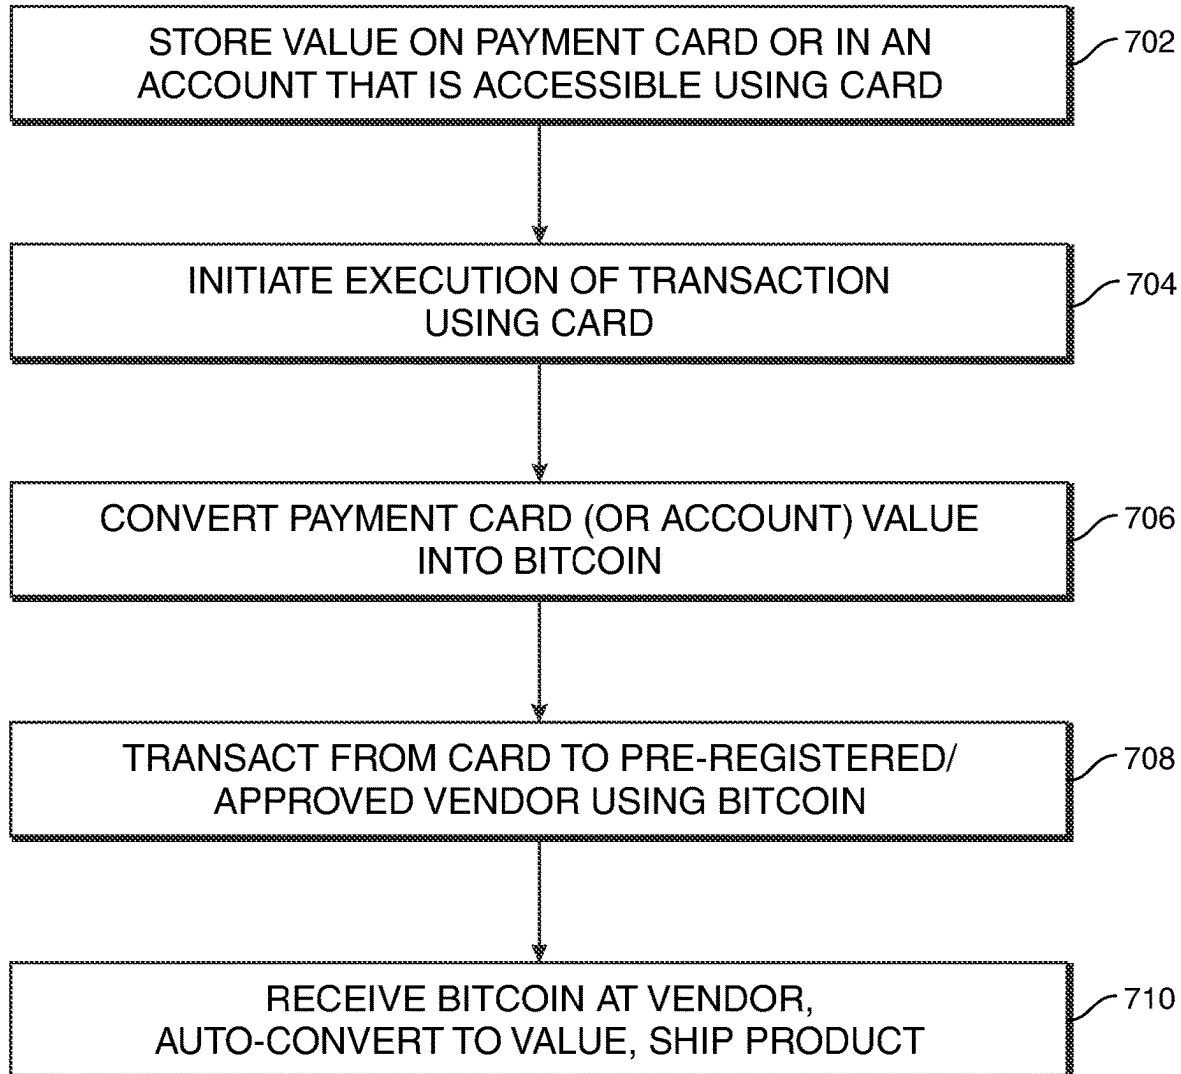 STORE VALUE ON PAYMENT CARD OR IN AN
ACCOUNT THAT IS ACCESSIBLE USING CARD
702
INITIATE EXECUTION OF TRANSACTION
USING CARD
704
CONVERT PAYMENT CARD (OR ACCOUNT) VALUE
INTO BITCOIN
706
TRANSACT FROM CARD TO PRE-REGISTERED/
APPROVED VENDOR USING BITCOIN
708
RECEIVE BITCOIN AT VENDOR,
AUTO-CONVERT TO VALUE, SHIP PRODUCT
710